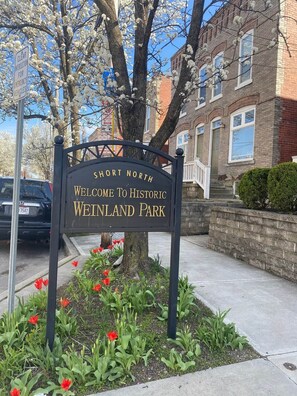 SHORT NORTH
WELCOME TO HISTORIC
WEINLAND PARK